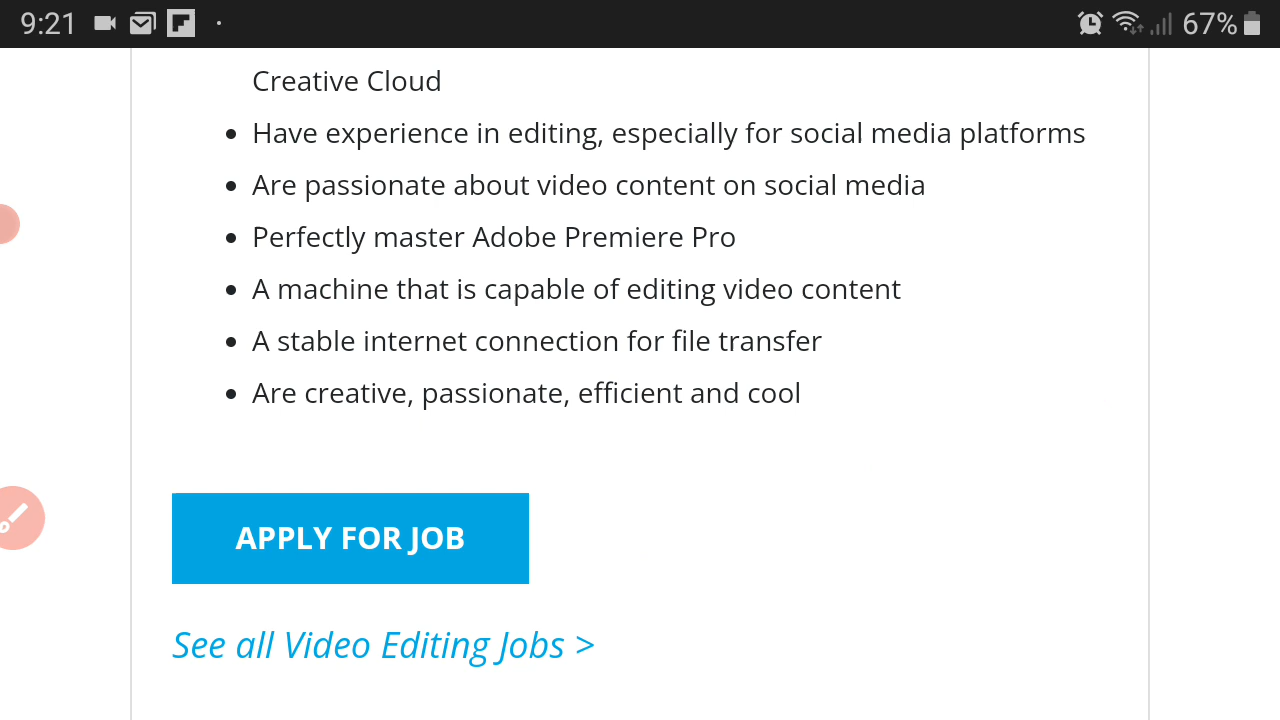 9:21
67%
Creative Cloud
• Have experience in editing, especially for social media platforms
• Are passionate about video content on social media
• Perfectly master Adobe Premiere Pro
• A machine that is capable of editing video content
• A stable internet connection for file transfer
• Are creative, passionate, efficient and cool
APPLY FOR JOB
See all Video Editing Jobs >